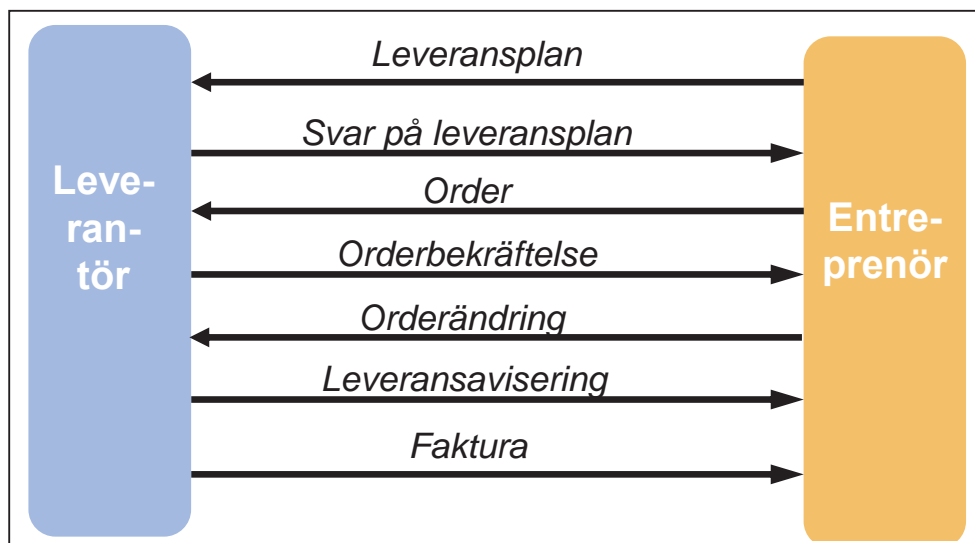 Leveransplan
Svar på leveransplan
Order
Orderbekräftelse
Orderändring
Leveransavisering
Faktura
Leve-
ran-
tör
Entre-
prenör